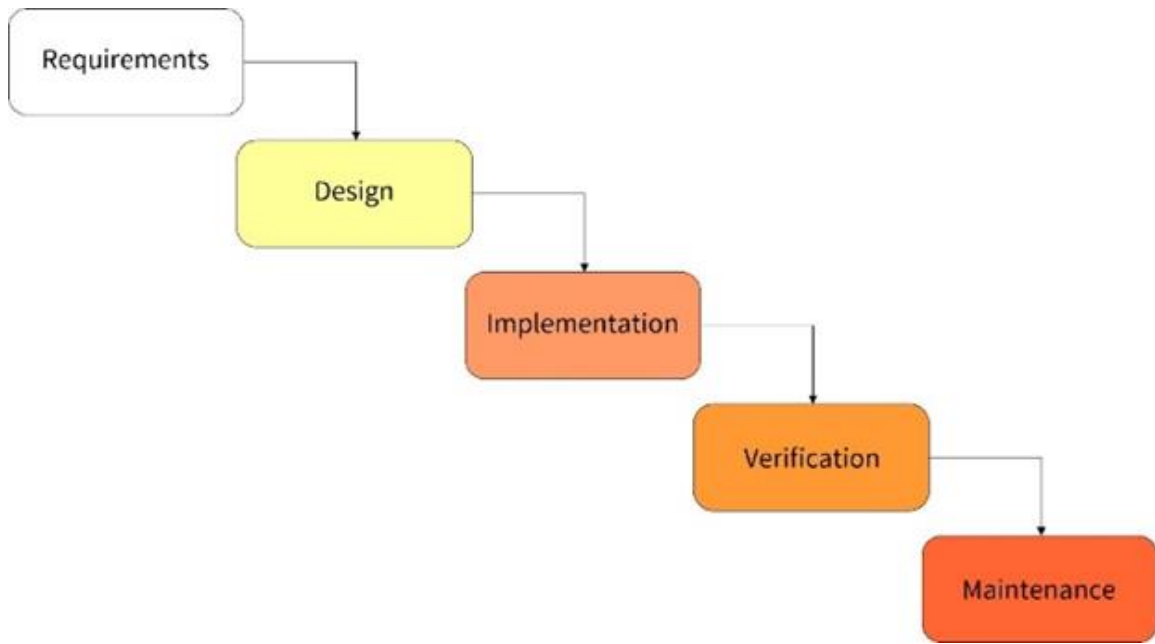 Requirements
Design
Implementation
Verification
Maintenance